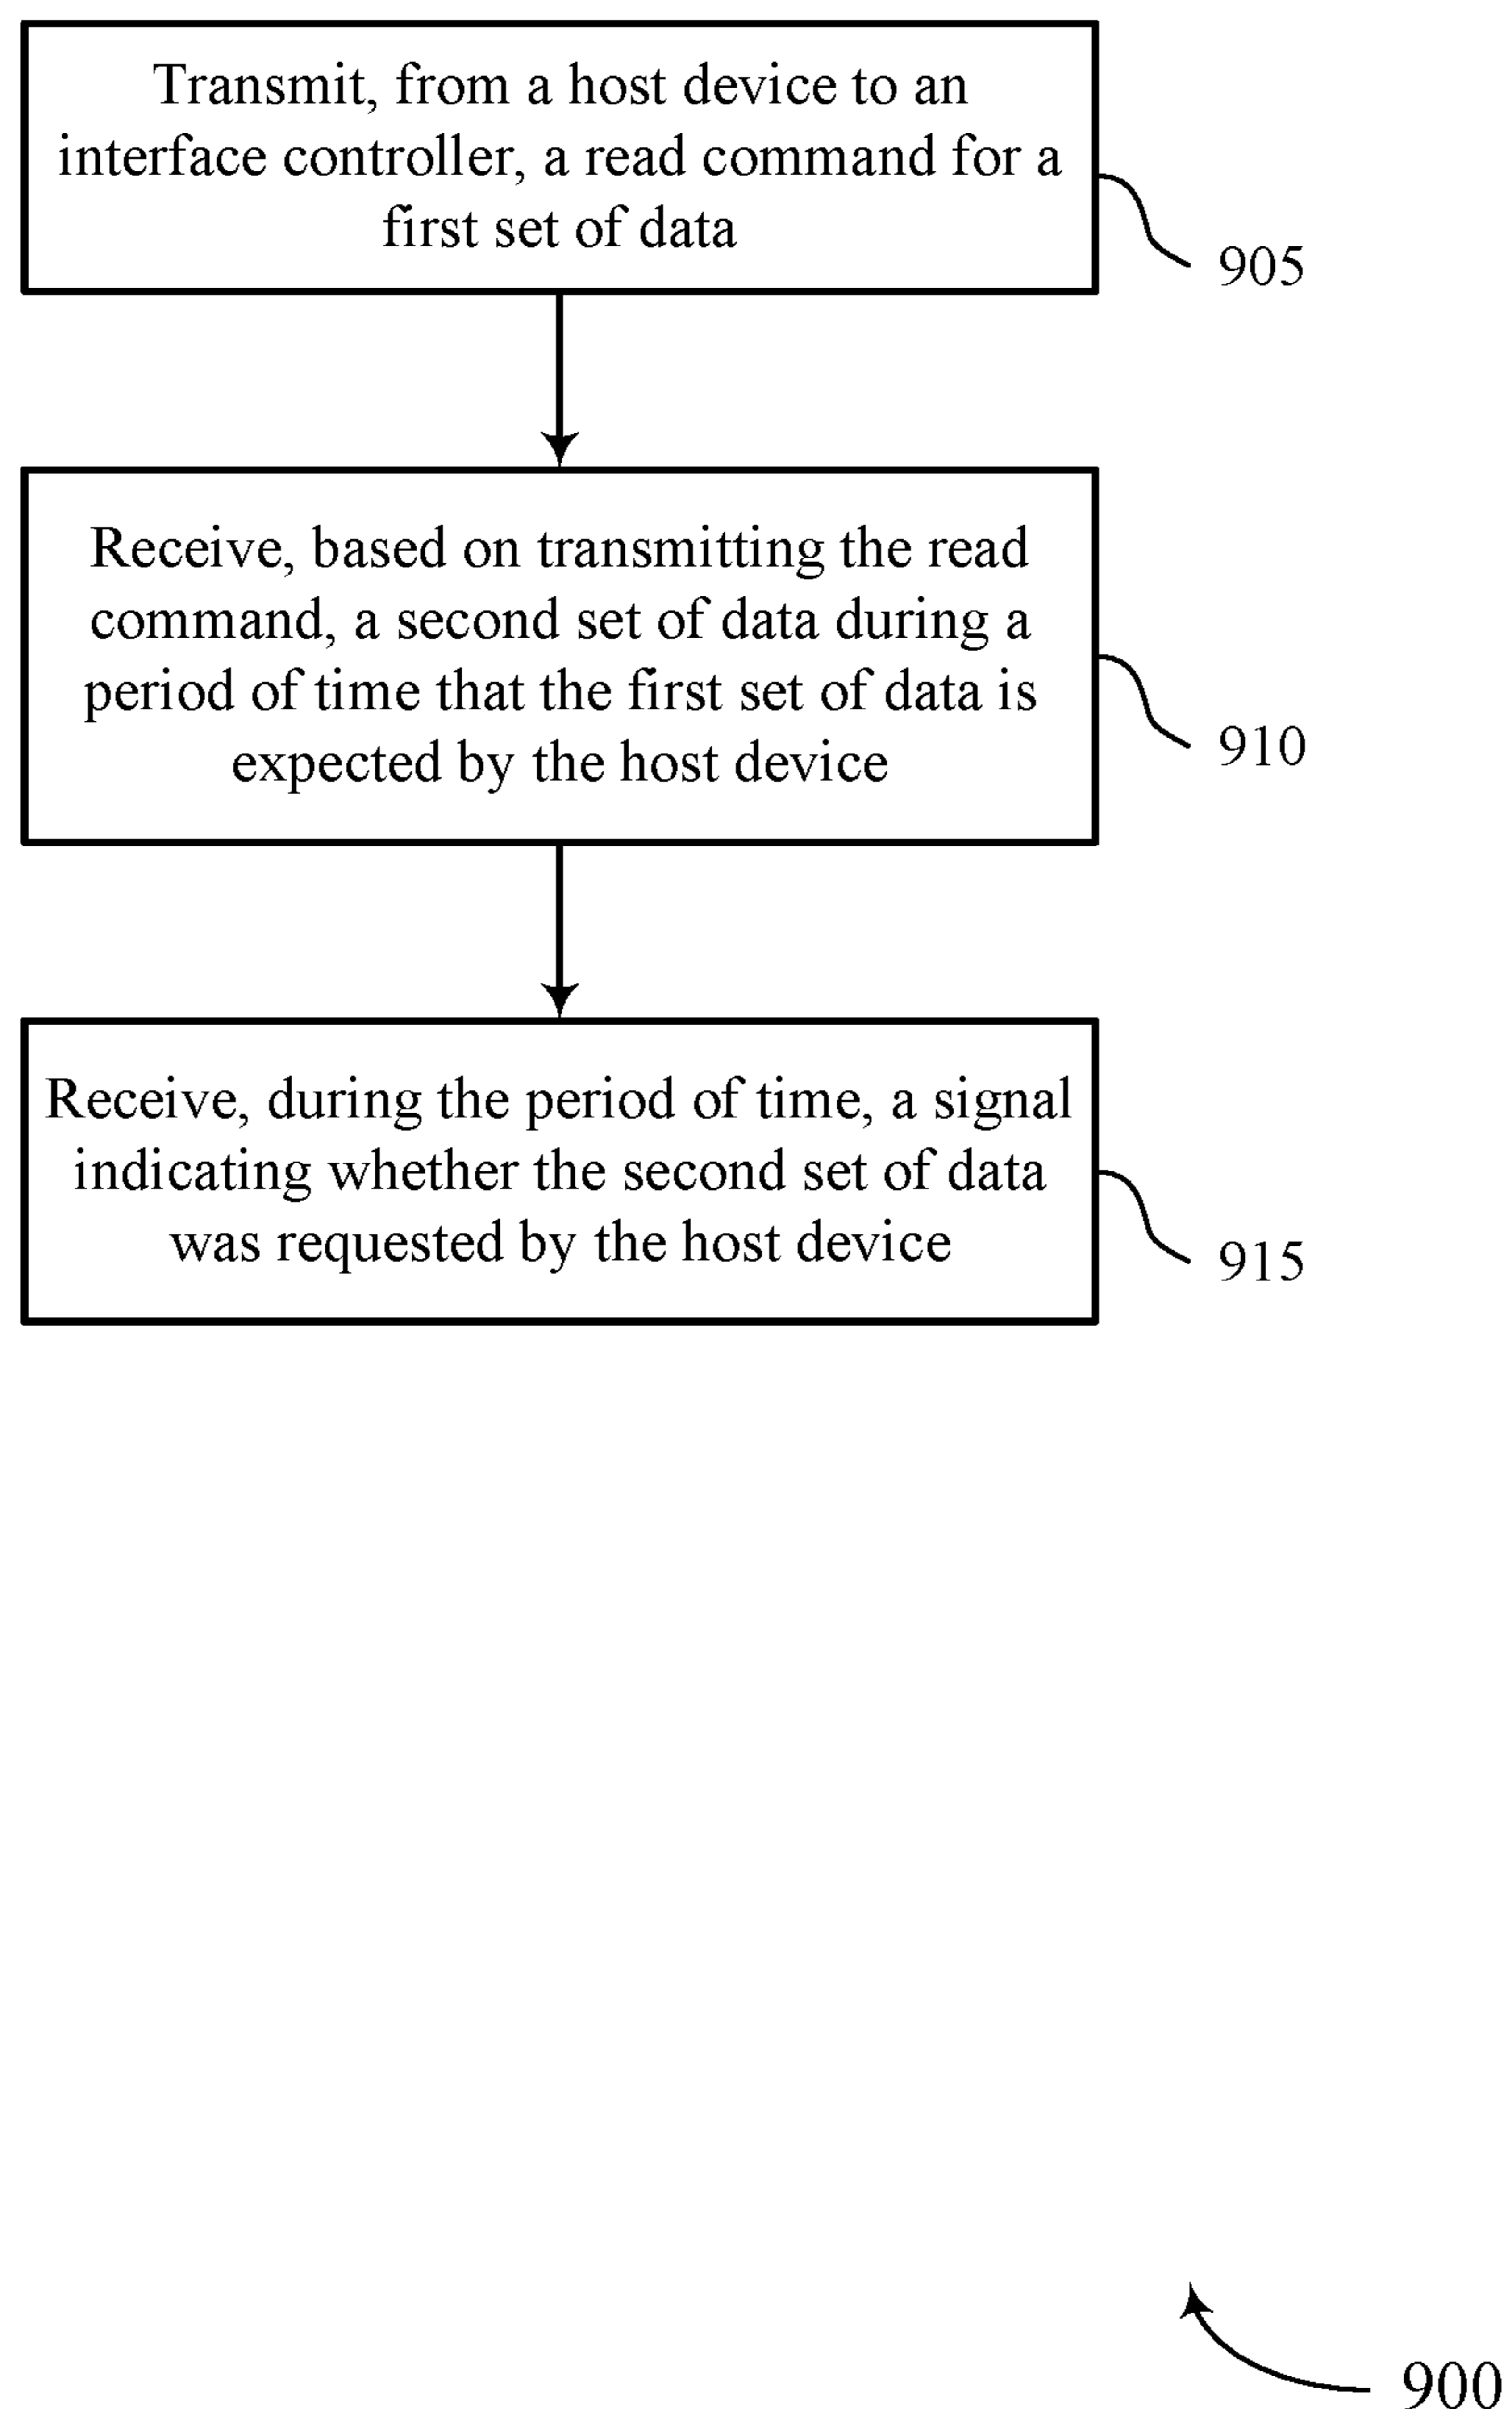 Transmit, from a host device to an
interface controller, a read command for a
first set of data
905
Receive, based on transmitting the read
command, a second set of data during a
period of time that the first set of data is
expected by the host device
910
Receive, during the period of time, a signal
indicating whether the second set of data
was requested by the host device
915
900